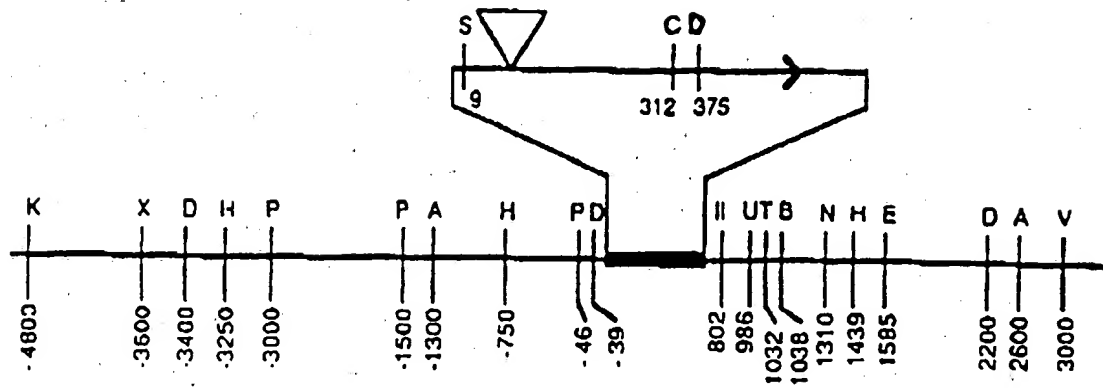 S C D
9 312 375
K X D H P P A H P D II U T B N H E D A V
-4800 -3600 -3400 -3250 -3000 -1500 -1300 -750 -46 -39 802 986 1032 1038 1310 1439 1585 2200 2600 3000